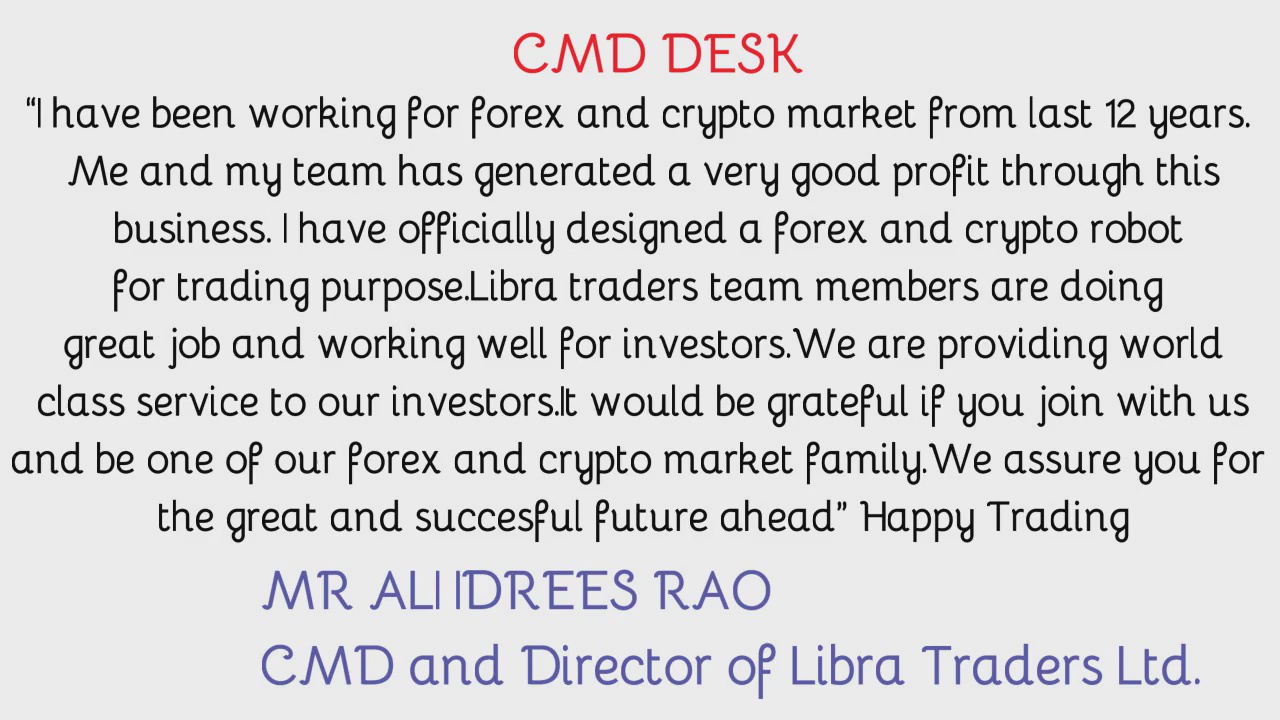 CMD DESK
“I have been working for forex and crypto market from last 12 years.
Me and my team has generated a very good profit through this
business. I have officially designed a forex and crypto robot
for trading purpose.Libra traders team members are doing
great job and working well for investors.We are providing world
class service to our investors.It would be grateful if you join with us
and be one of our forex and crypto market family.We assure you for
the great and succesful future ahead” Happy Trading
MR ALI IDREES RAO
CMD and Director of Libra Traders Ltd.